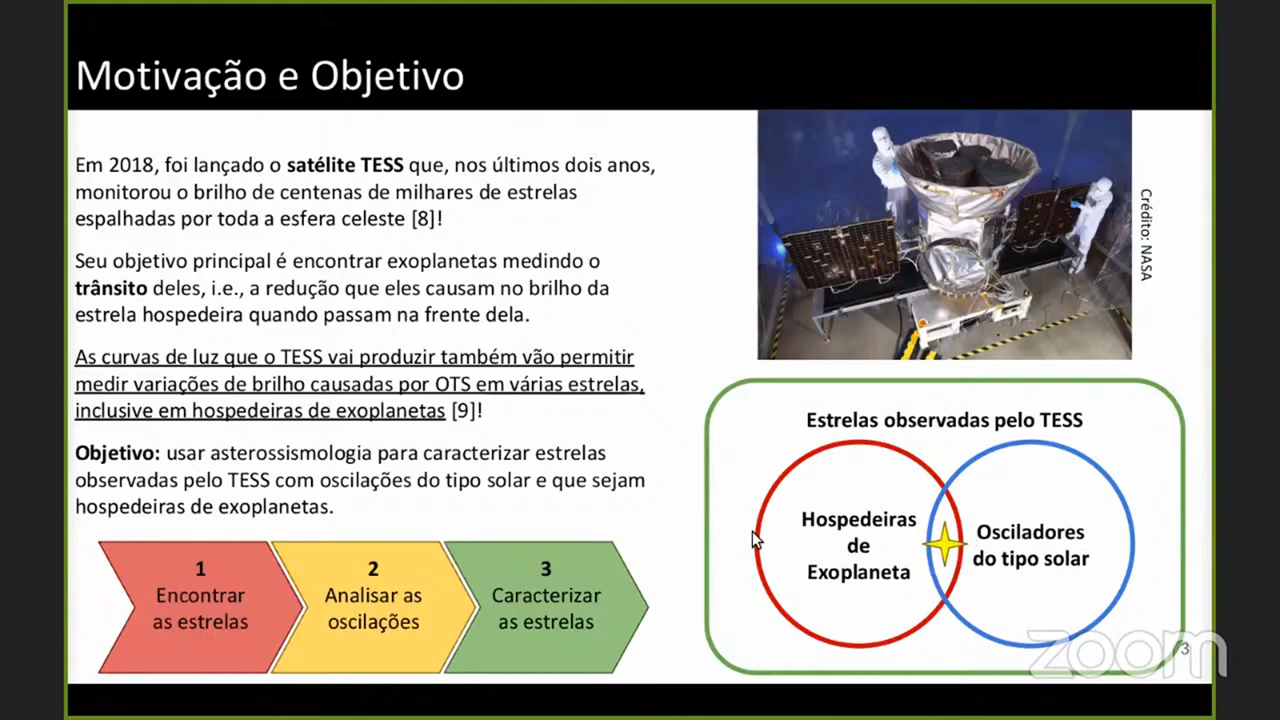 Motivação e Objetivo
Em 2018, foi lançado o satélite TESS que, nos últimos dois anos,
monitorou o brilho de centenas de milhares de estrelas
espalhadas por toda a esfera celeste [8]!
Seu objetivo principal é encontrar exoplanetas medindo o
trânsito deles, i.e., a redução que eles causam no brilho da
estrela hospedeira quando passam na frente dela.
As curvas de luz que o TESS vai produzir também vão permitir
medir variações de brilho causadas por OTS em várias estrelas,
inclusive em hospedeiras de exoplanetas [9]!
Objetivo: usar asterossismologia para caracterizar estrelas
observadas pelo TESS com oscilações do tipo solar e que sejam
hospedeiras de exoplanetas.
1
Encontrar
as estrelas
2
Analisar as
oscilações
3
Caracterizar
as estrelas
Crédito: NASA
Estrelas observadas pelo TESS
Hospedeiras
de
Exoplaneta
Osciladores
do tipo solar
zoom
3